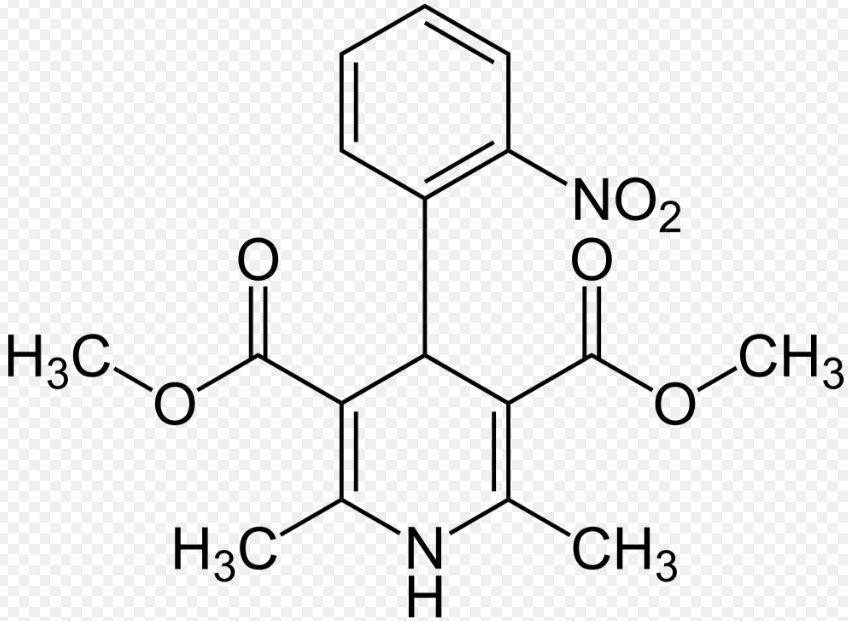 NO2
O O
H3C O O CH3
H3C N CH3
H